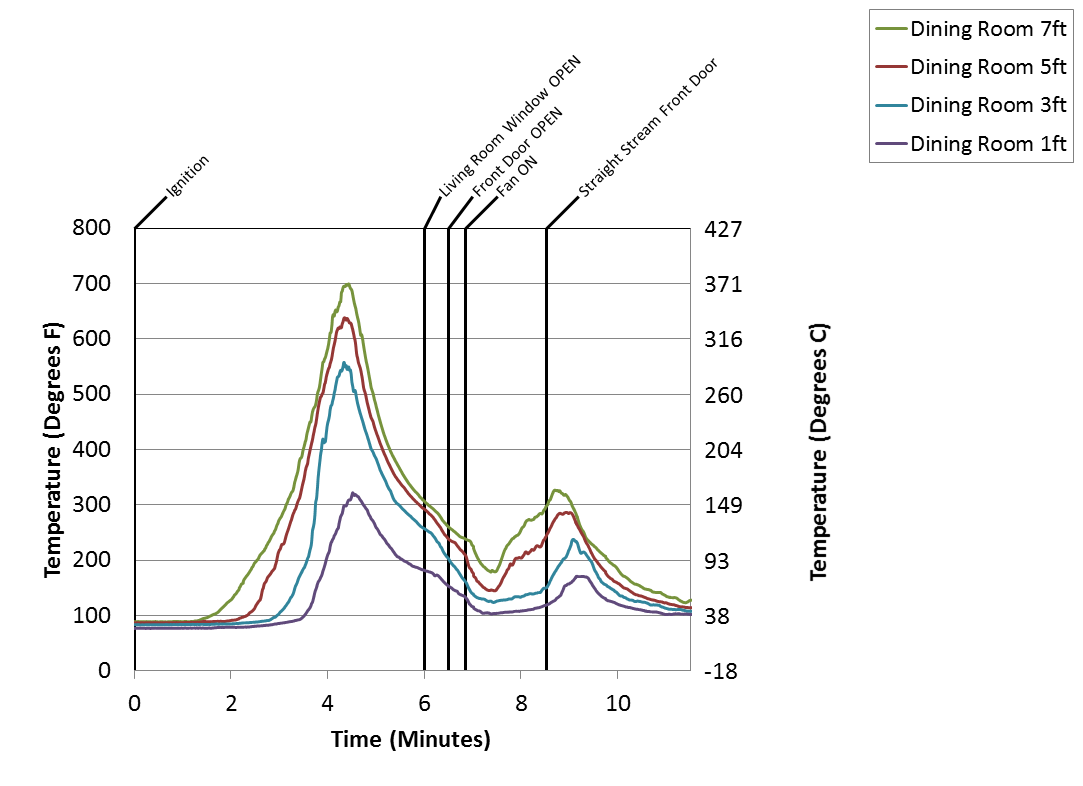 Dining Room 7ft
Dining Room 5ft
Dining Room 3ft
Dining Room 1ft
Ignition
Living Room Window OPEN
Front Door OPEN
Fan ON
Straight Stream Front Door
800
700
600
500
400
300
200
100
0
427
371
316
260
204
149
93
38
-18
Temperature (Degrees F)
Temperature (Degrees C)
0 2 4 6 8 10
Time (Minutes)